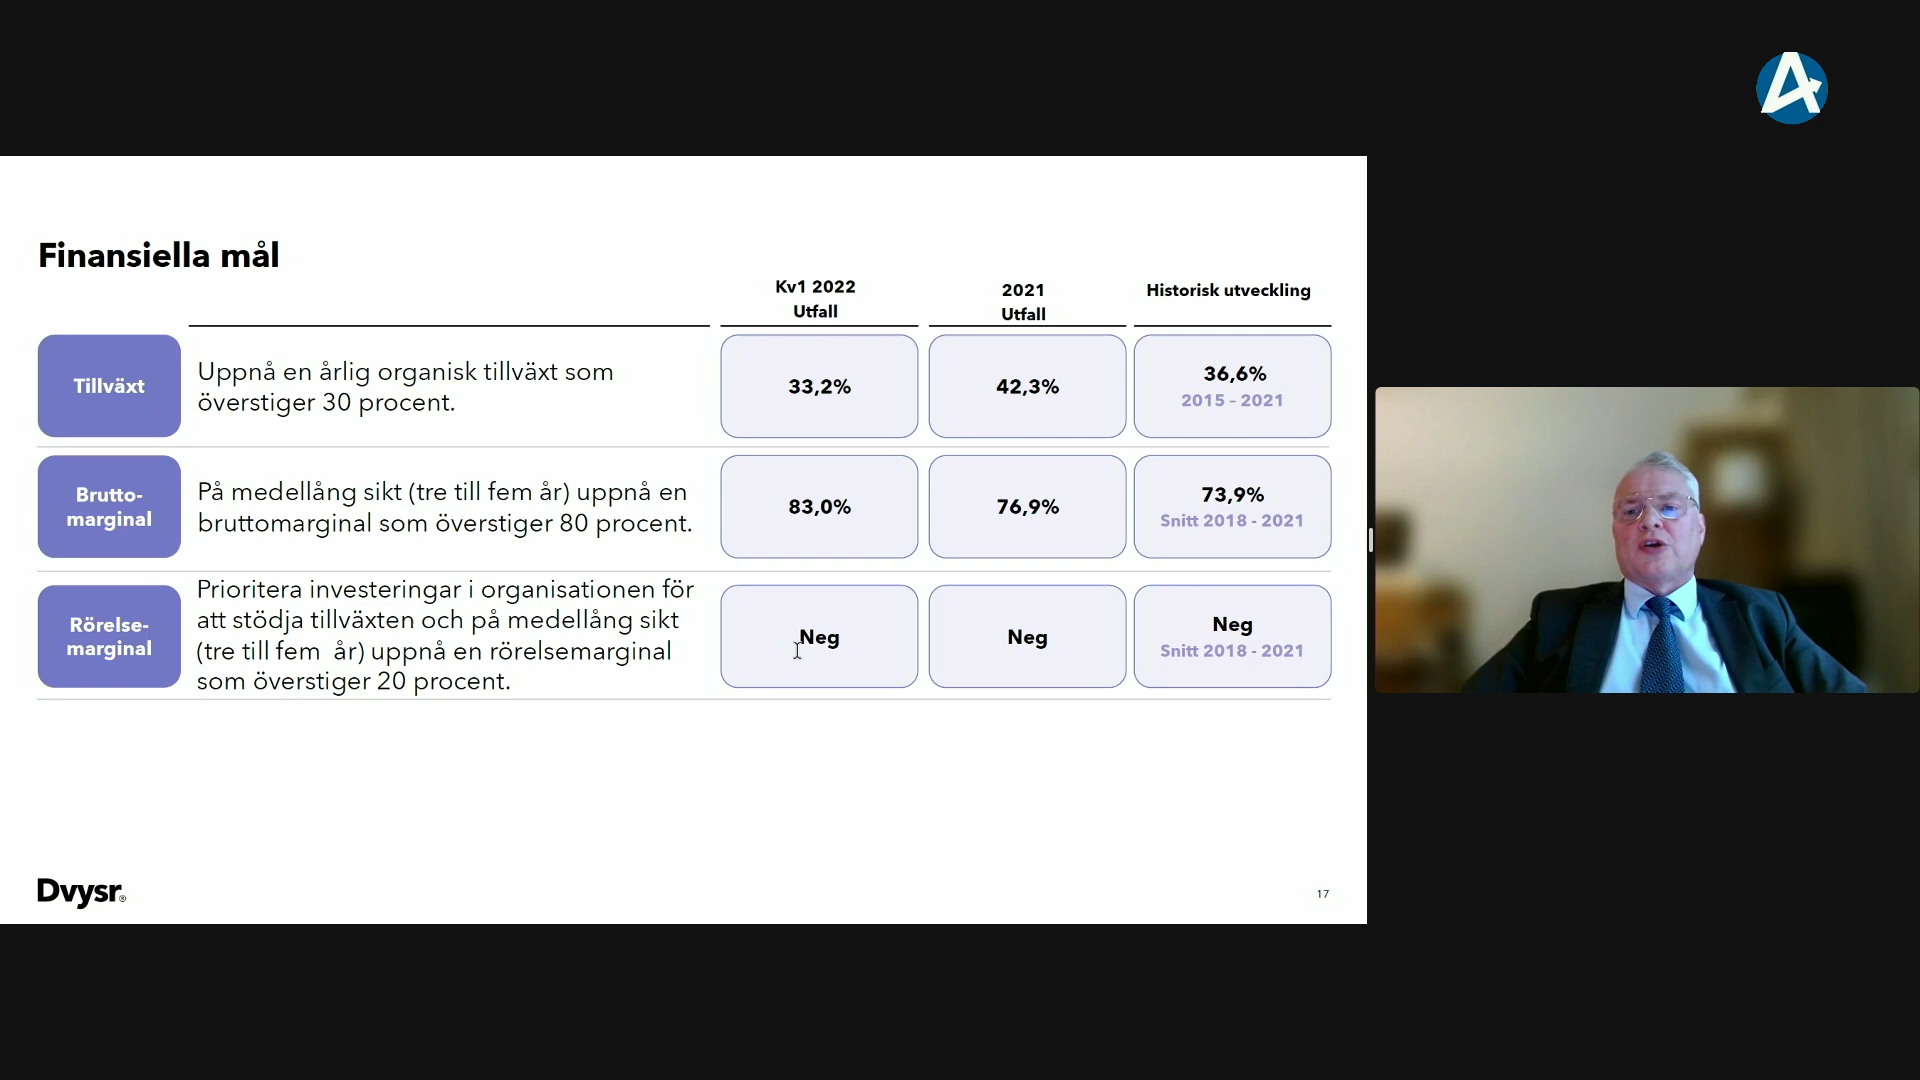 Finansiella mål
Kv1 2022
Utfall
2021
Utfall
Historisk utveckling
Tillväxt
Uppnå en årlig organisk tillväxt som
överstiger 30 procent.
33,2%
42,3%
36,6%
2015 - 2021
Brutto-
marginal
På medellång sikt (tre till fem år) uppnå en
bruttomarginal som överstiger 80 procent.
83,0%
76,9%
73,9%
Snitt 2018 - 2021
Rörelse-
marginal
Prioritera investeringar i organisationen för
att stödja tillväxten och på medellång sikt
(tre till fem år) uppnå en rörelsemarginal
som överstiger 20 procent.
Neg
Neg
Neg
Snitt 2018 - 2021
Dvysr®
17